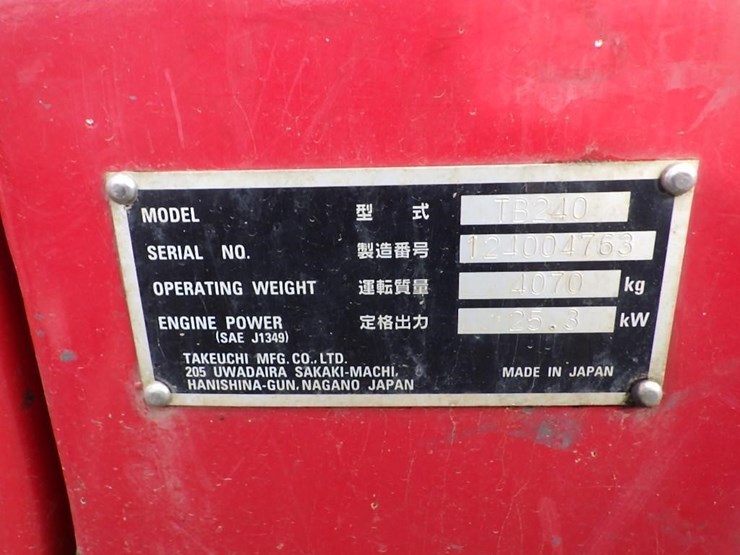 MODEL 型 式 TB240
SERIAL NO. 製造番号 124004763
OPERATING WEIGHT 運転質量 4070 kg
ENGINE POWER 定格出力 25.3 kW
(SAE J1349)
TAKEUCHI MFG. CO., LTD.
205 UWADAIRA SAKAKI-MACHI, MADE IN JAPAN
HANISHINA-GUN, NAGANO JAPAN